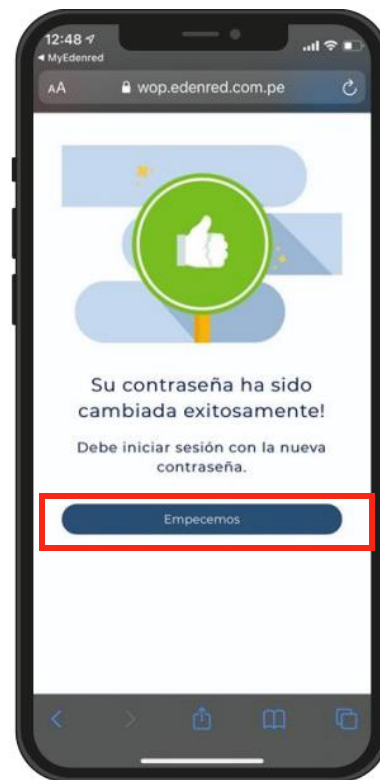 12:48
MyEdenred
AA
wop.edenred.com.pe
Su contraseña ha sido
cambiada exitosamente!
Debe iniciar sesión con la nueva
contraseña.
Empecemos